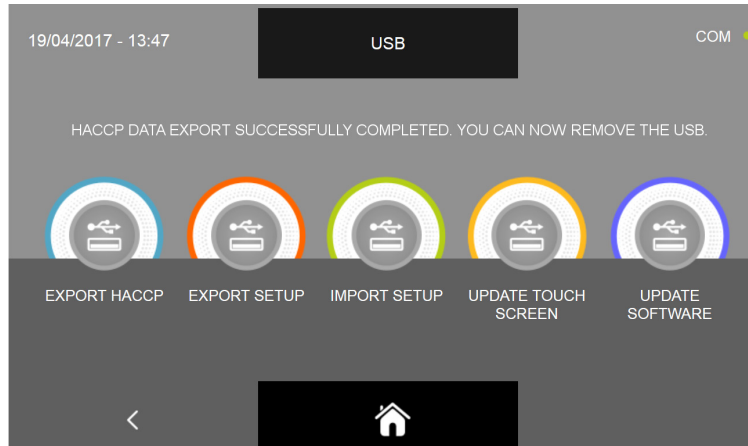 19/04/2017 - 13:47
USB
COM
HACCP DATA EXPORT SUCCESSFULLY COMPLETED. YOU CAN NOW REMOVE THE USB.
EXPORT HACCP
EXPORT SETUP
IMPORT SETUP
UPDATE TOUCH
SCREEN
UPDATE
SOFTWARE